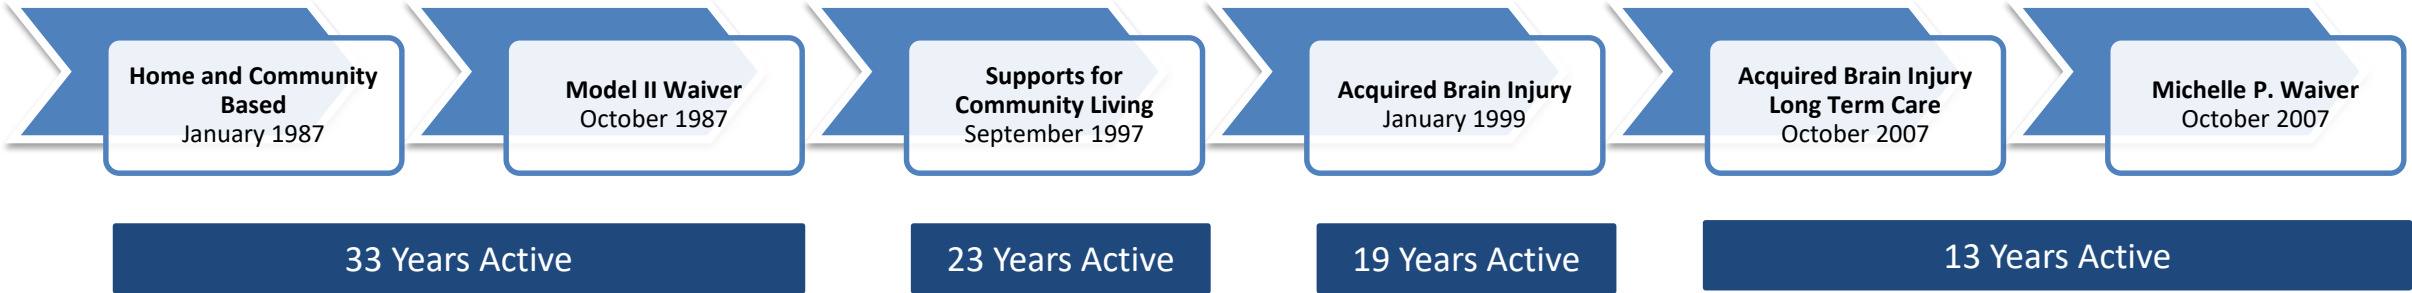 Home and Community
Based
January 1987
Model II Waiver
October 1987
Supports for
Community Living
September 1997
Acquired Brain Injury
January 1999
Acquired Brain Injury
Long Term Care
October 2007
Michelle P. Waiver
October 2007
33 Years Active
23 Years Active
19 Years Active
13 Years Active